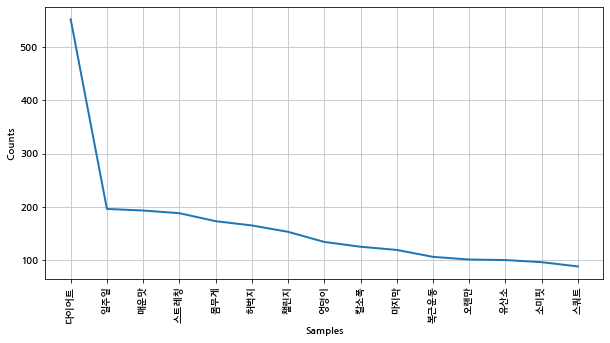 500
400
300
200
100
Counts
다이어트
일주일
매운맛
스트레칭
몸무게
허벅지
챌린지
엉덩이
칼소폭
마지막
복근운동
오랜만
유산소
소미핏
스쿼트
Samples